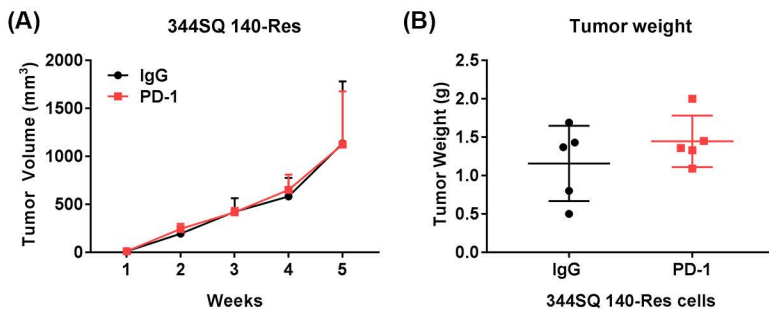 (A)
344SQ 140-Res
2000
1500
1000
500
0
Tumor Volume (mm³)
IgG
PD-1
1 2 3 4 5
Weeks
(B)
Tumor weight
2.5
2.0
1.5
1.0
0.5
0.0
Tumor Weight (g)
IgG PD-1
344SQ 140-Res cells